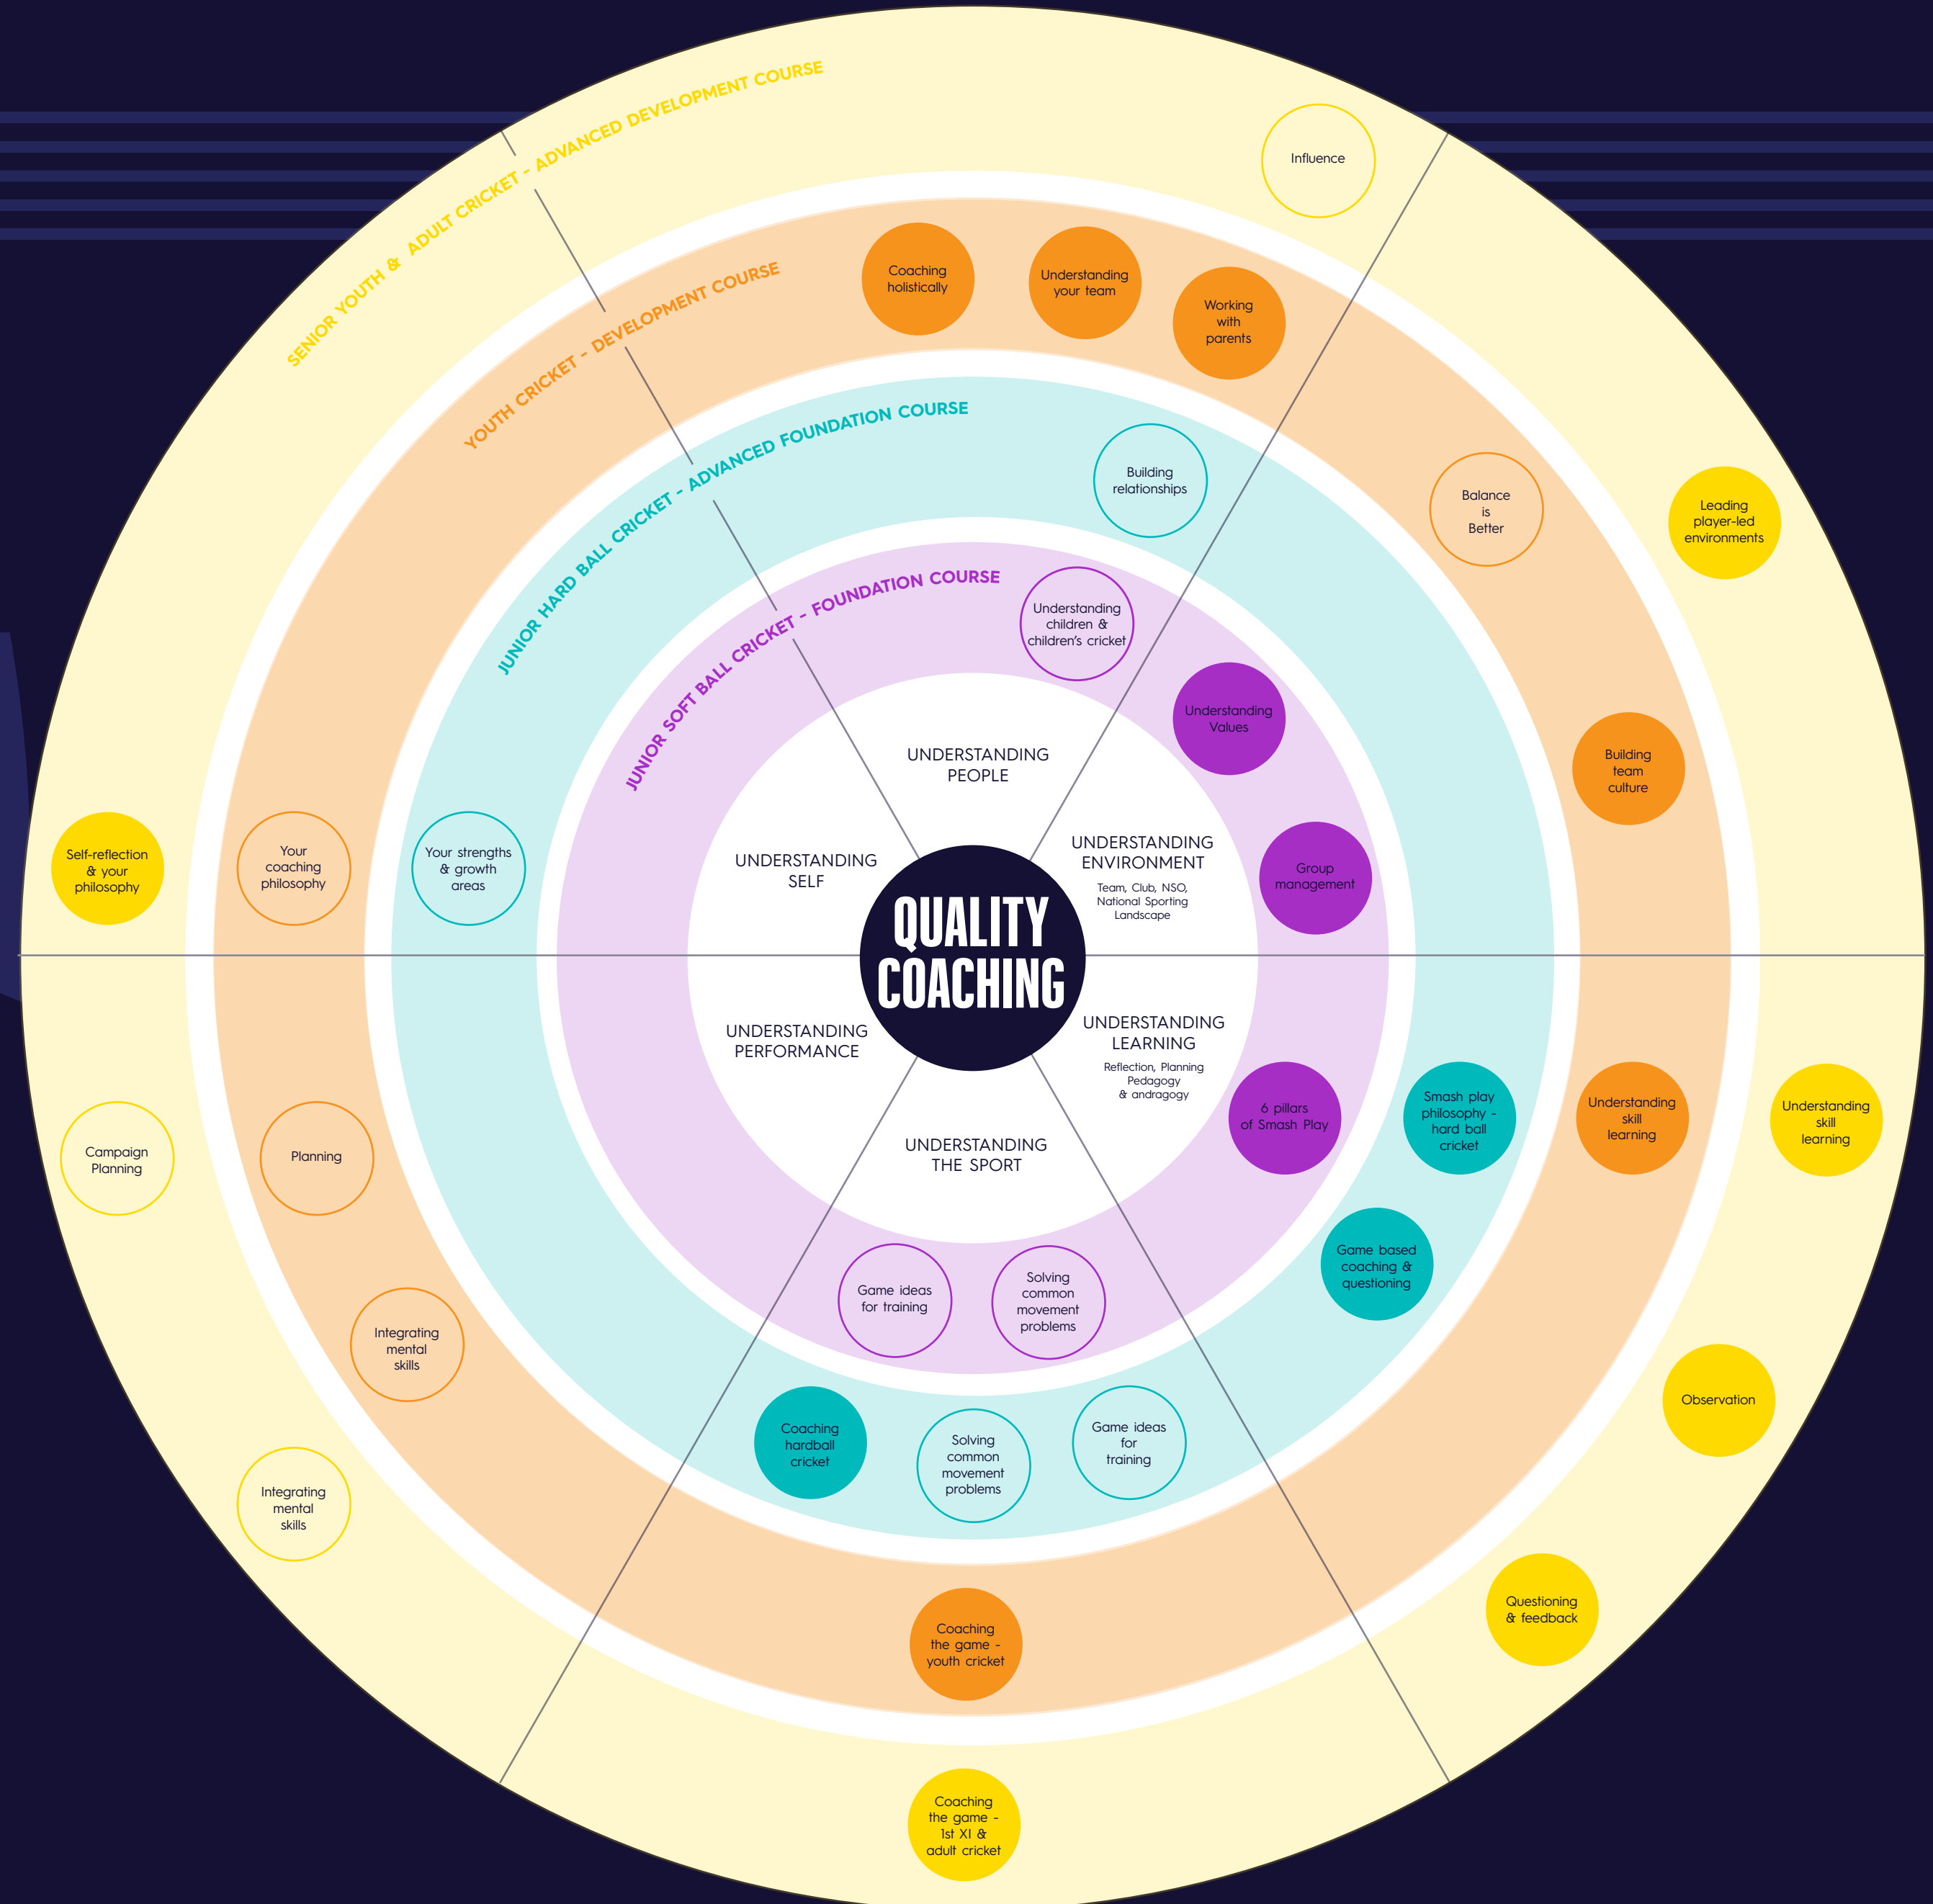 SENIOR YOUTH & ADULT CRICKET - ADVANCED DEVELOPMENT COURSE
Influence
YOUTH CRICKET - DEVELOPMENT COURSE
Coaching
holistically
Understanding
your team
Working
with
parents
JUNIOR HARD BALL CRICKET - ADVANCED FOUNDATION COURSE
Building
relationships
Balance
is
Better
Leading
player-led
environments
JUNIOR SOFT BALL CRICKET - FOUNDATION COURSE
Understanding
children &
children's cricket
Understanding
Values
Building
team
culture
UNDERSTANDING
PEOPLE
Self-reflection
& your
philosophy
Your
coaching
philosophy
Your strengths
& growth
areas
UNDERSTANDING
SELF
UNDERSTANDING
ENVIRONMENT
Team, Club, NSO,
National Sporting
Landscape
Group
management
QUALITY
COACHING
UNDERSTANDING
PERFORMANCE
UNDERSTANDING
LEARNING
Reflection, Planning
Pedagogy
& andragogy
6 pillars
of Smash Play
Smash play
philosophy -
hard ball
cricket
Understanding
skill
learning
Understanding
skill
learning
Campaign
Planning
Planning
UNDERSTANDING
THE SPORT
Game based
coaching &
questioning
Game ideas
for training
Solving
common
movement
problems
Integrating
mental
skills
Observation
Coaching
hardball
cricket
Solving
common
movement
problems
Game ideas
for
training
Integrating
mental
skills
Questioning
& feedback
Coaching
the game -
youth cricket
Coaching
the game -
1st XI &
adult cricket